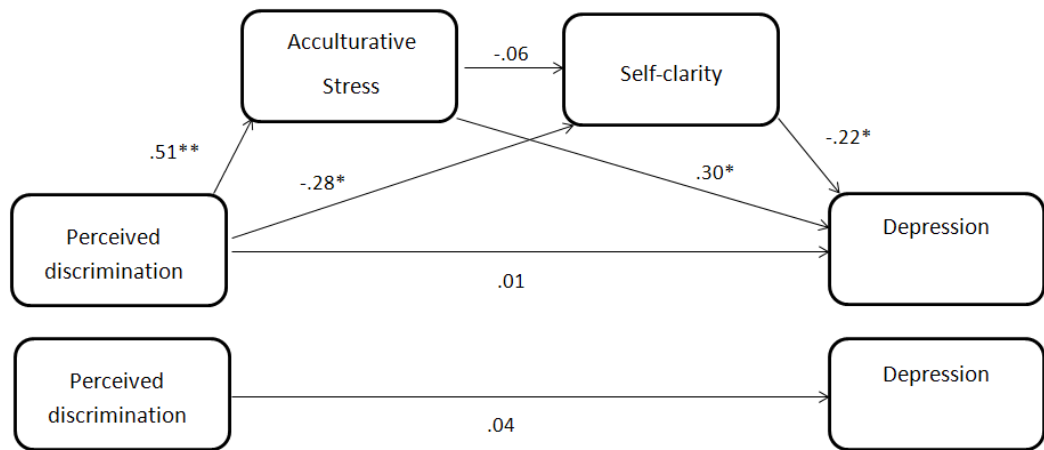 Acculturative
Stress
-.06
Self-clarity
.51**
-.28*
.30*
-.22*
Perceived
discrimination
.01
Depression
Perceived
discrimination
.04
Depression